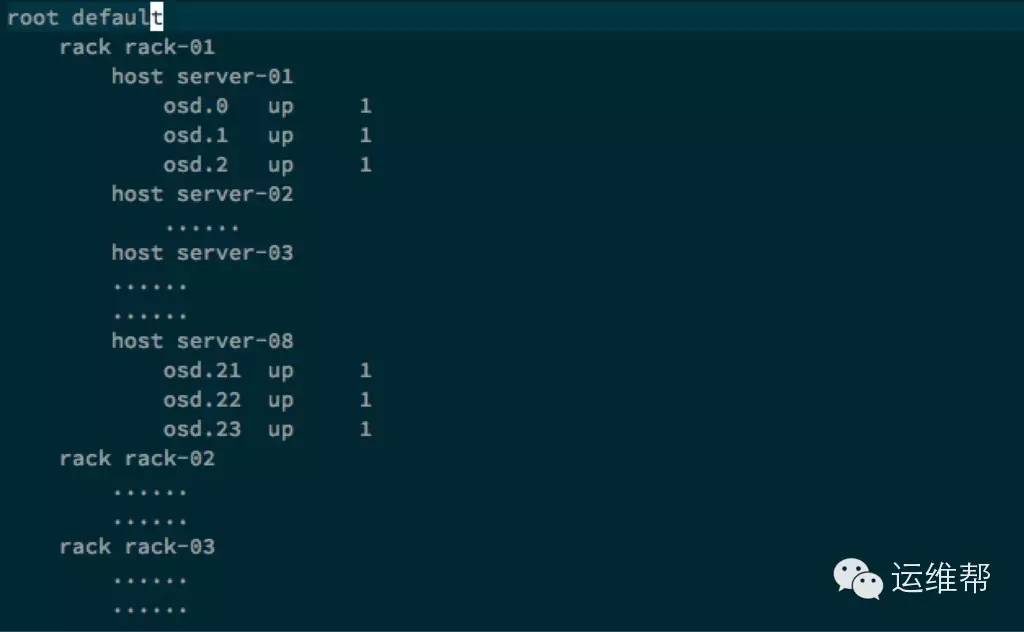 root default
    rack rack-01
        host server-01
            osd.0   up     1
            osd.1   up     1
            osd.2   up     1
        host server-02
            ......
        host server-03
        ......
        ......
        host server-08
            osd.21  up     1
            osd.22  up     1
            osd.23  up     1
    rack rack-02
        ......
        ......
    rack rack-03
        ......
        ......
运维帮